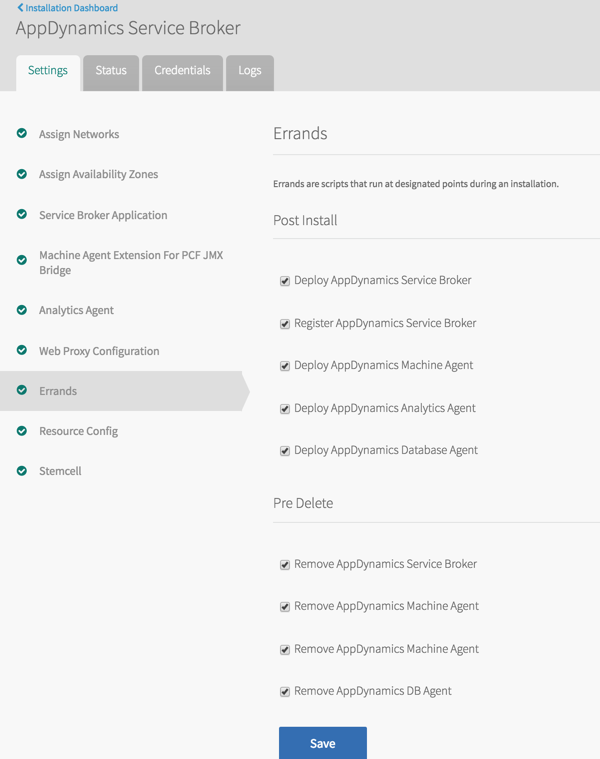 Installation Dashboard
AppDynamics Service Broker
Settings
Status
Credentials
Logs
Assign Networks
Assign Availability Zones
Service Broker Application
Machine Agent Extension For PCF JMX
Bridge
Analytics Agent
Web Proxy Configuration
Errands
Resource Config
Stemcell
Errands
Errands are scripts that run at designated points during an installation.
Post Install
Deploy AppDynamics Service Broker
Register AppDynamics Service Broker
Deploy AppDynamics Machine Agent
Deploy AppDynamics Analytics Agent
Deploy AppDynamics Database Agent
Pre Delete
Remove AppDynamics Service Broker
Remove AppDynamics Machine Agent
Remove AppDynamics Machine Agent
Remove AppDynamics DB Agent
Save